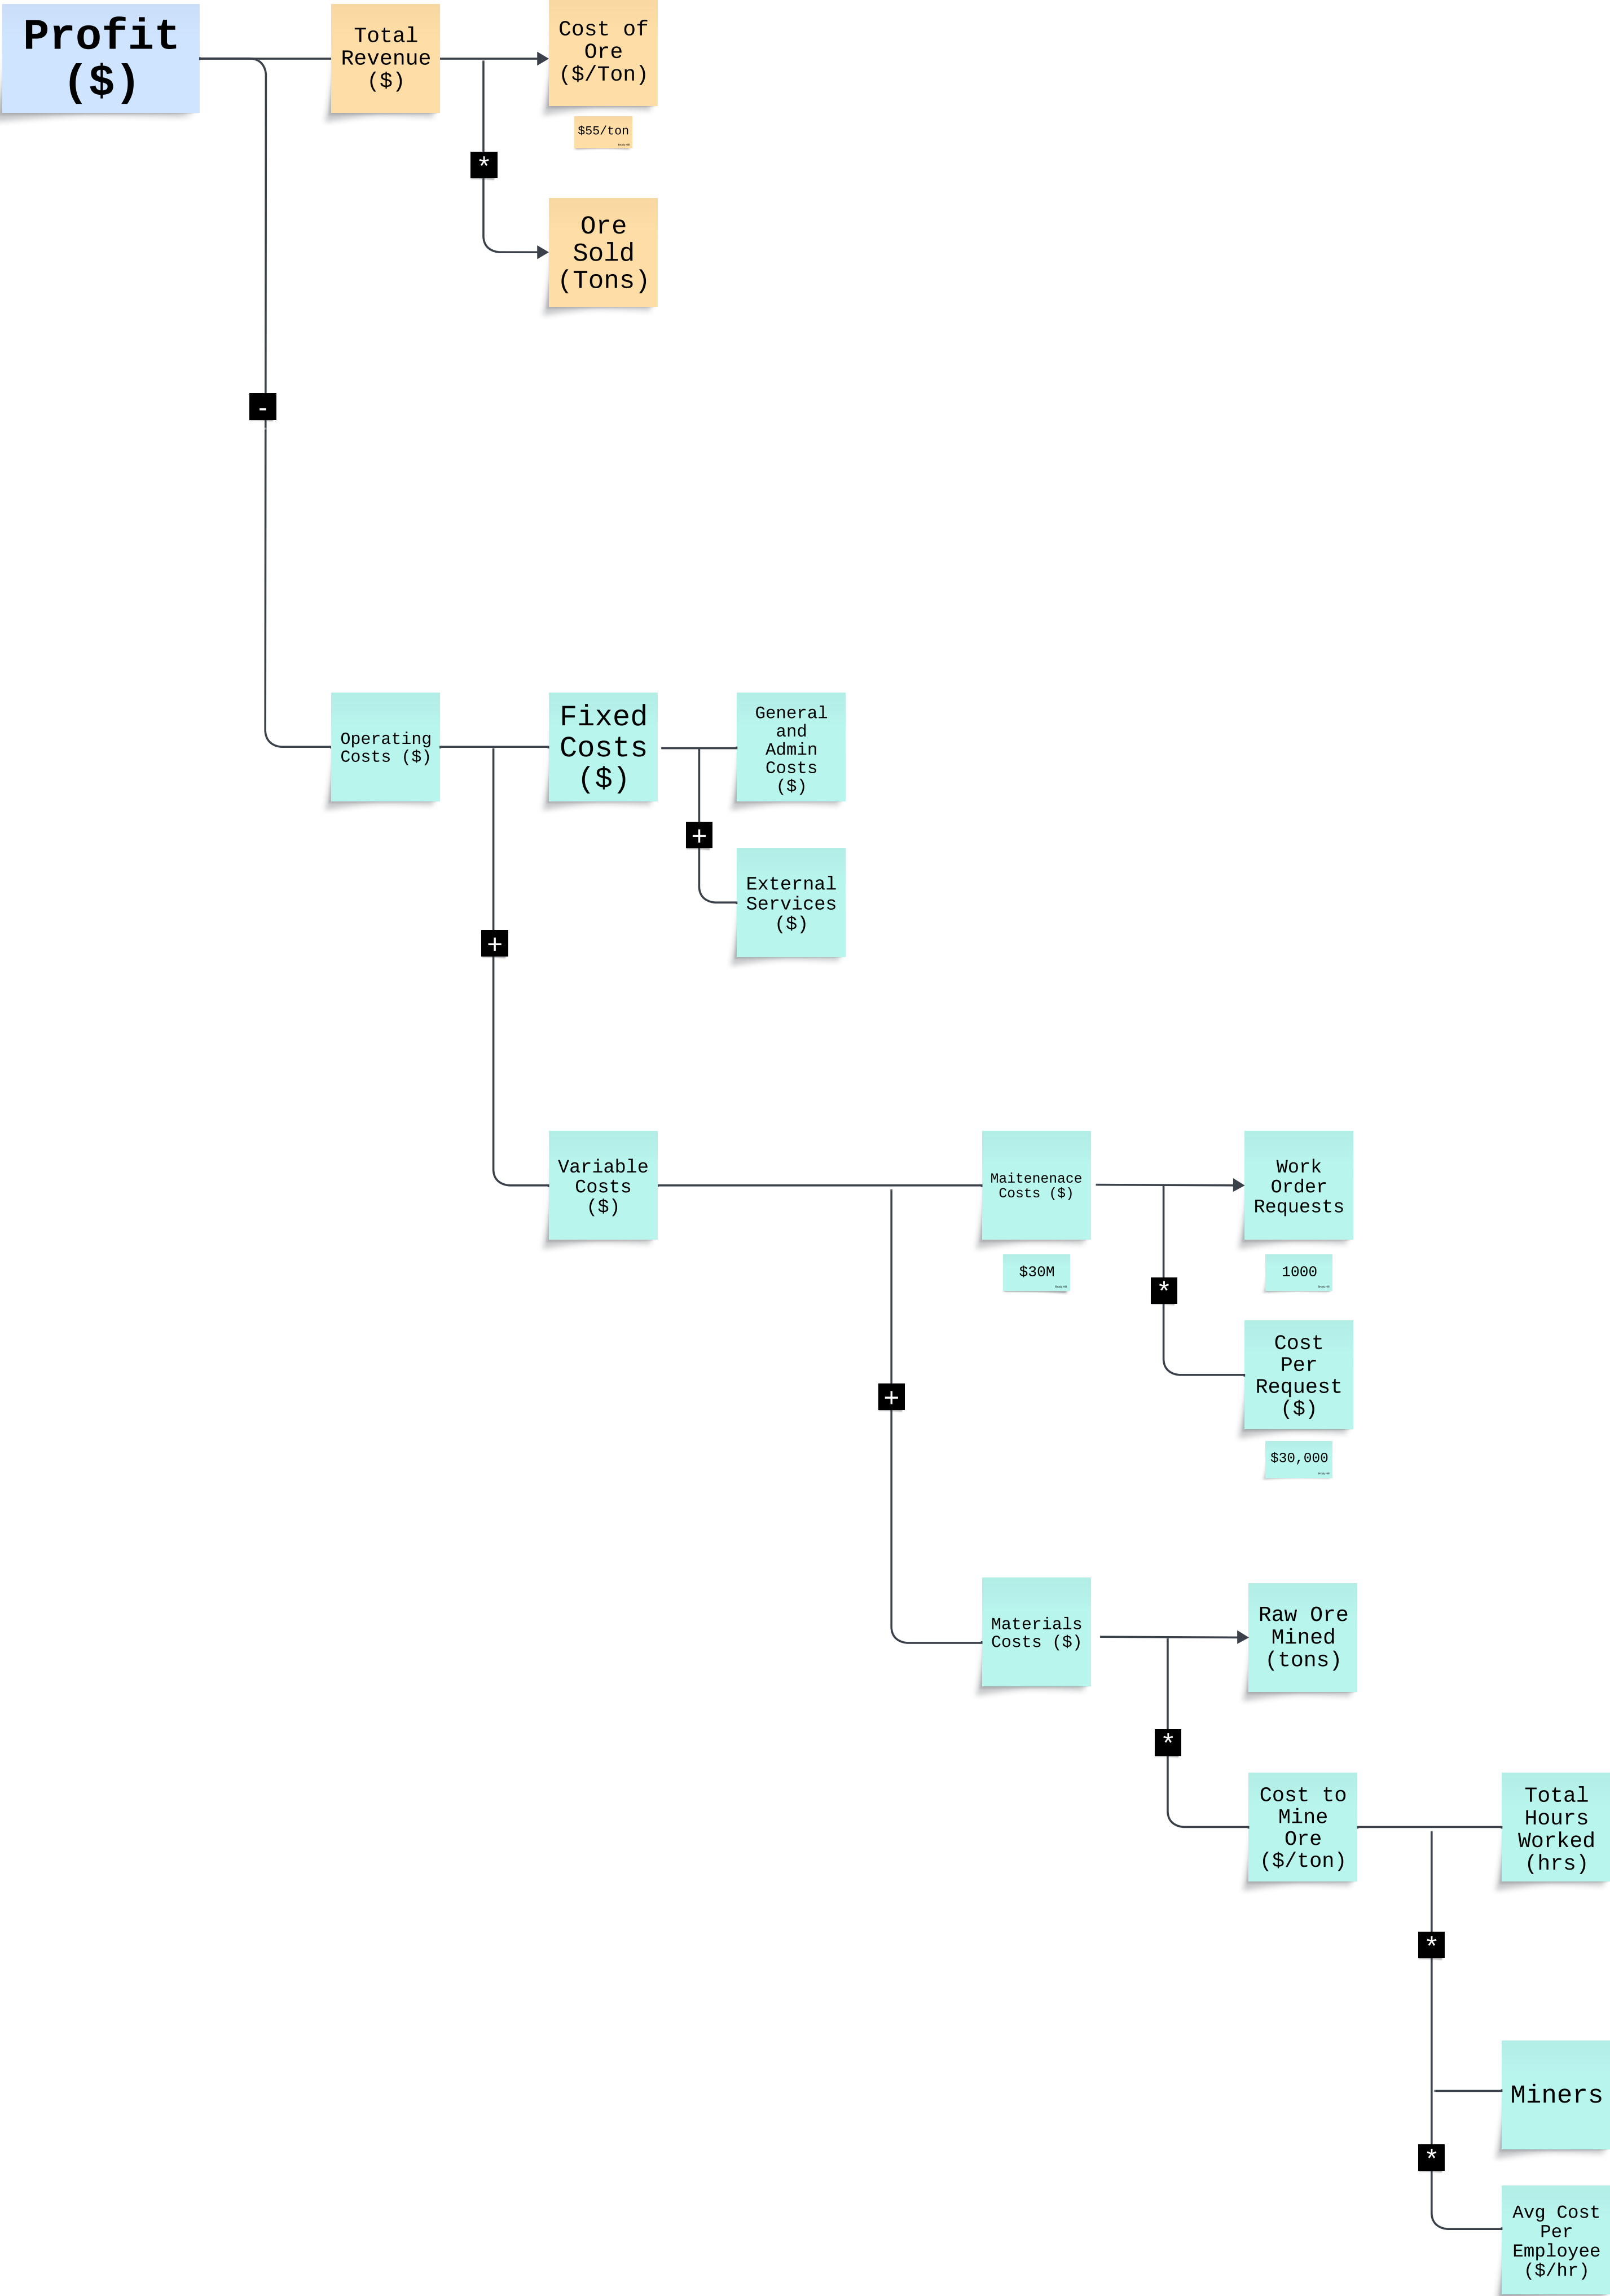 Profit
($)
Total
Revenue
($)
Cost of
Ore
($/Ton)
$55/ton
*
Ore
Sold
(Tons)
-
Operating
Costs ($)
Fixed
Costs
($)
General
and
Admin
Costs
($)
+
External
Services
($)
+
Variable
Costs
($)
Maitenenace
Costs ($)
Work
Order
Requests
$30M
1000
*
Cost
Per
Request
($)
+
$30,000
Materials
Costs ($)
Raw Ore
Mined
(tons)
*
Cost to
Mine
Ore
($/ton)
Total
Hours
Worked
(hrs)
*
Miners
*
Avg Cost
Per
Employee
($/hr)